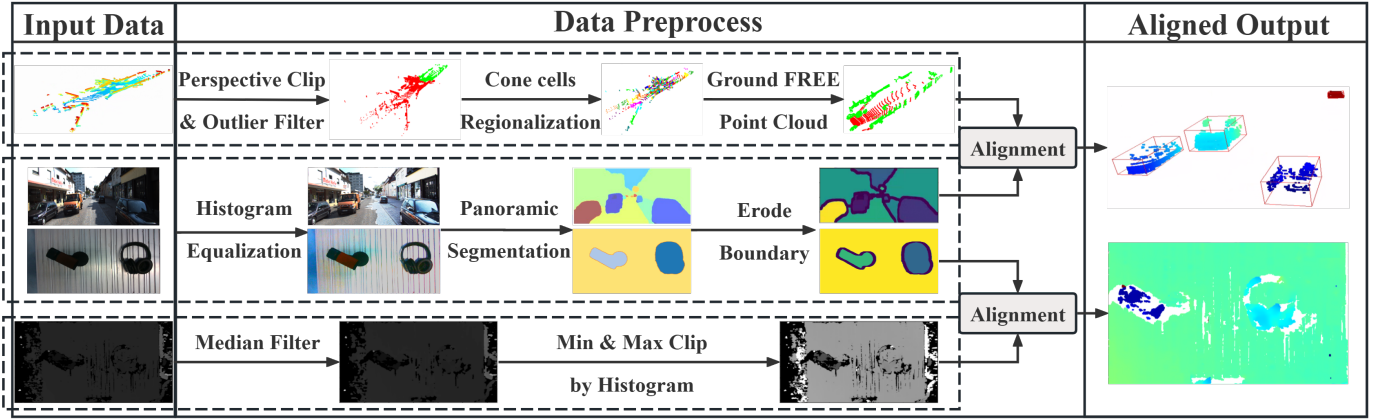 Input Data
Data Preprocess
Aligned Output
Perspective Clip
& Outlier Filter
Cone cells
Regionalization
Ground FREE
Point Cloud
Alignment
Histogram
Equalization
Panoramic
Segmentation
Erode
Boundary
Alignment
Median Filter
Min & Max Clip
by Histogram